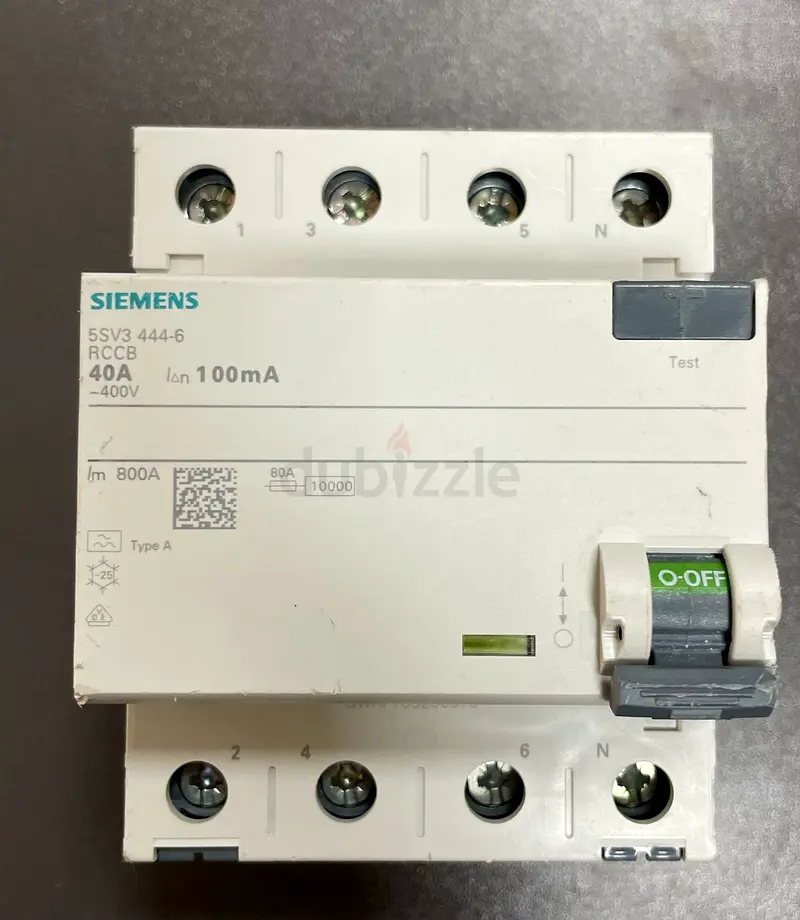 1 3 5 N
SIEMENS
5SV3 444-6
RCCB
40A I∆n 100mA
~400V
Test
Im 800A
80A
10000
dubizzle
Type A
-25
O-OFF
2 4 6 N